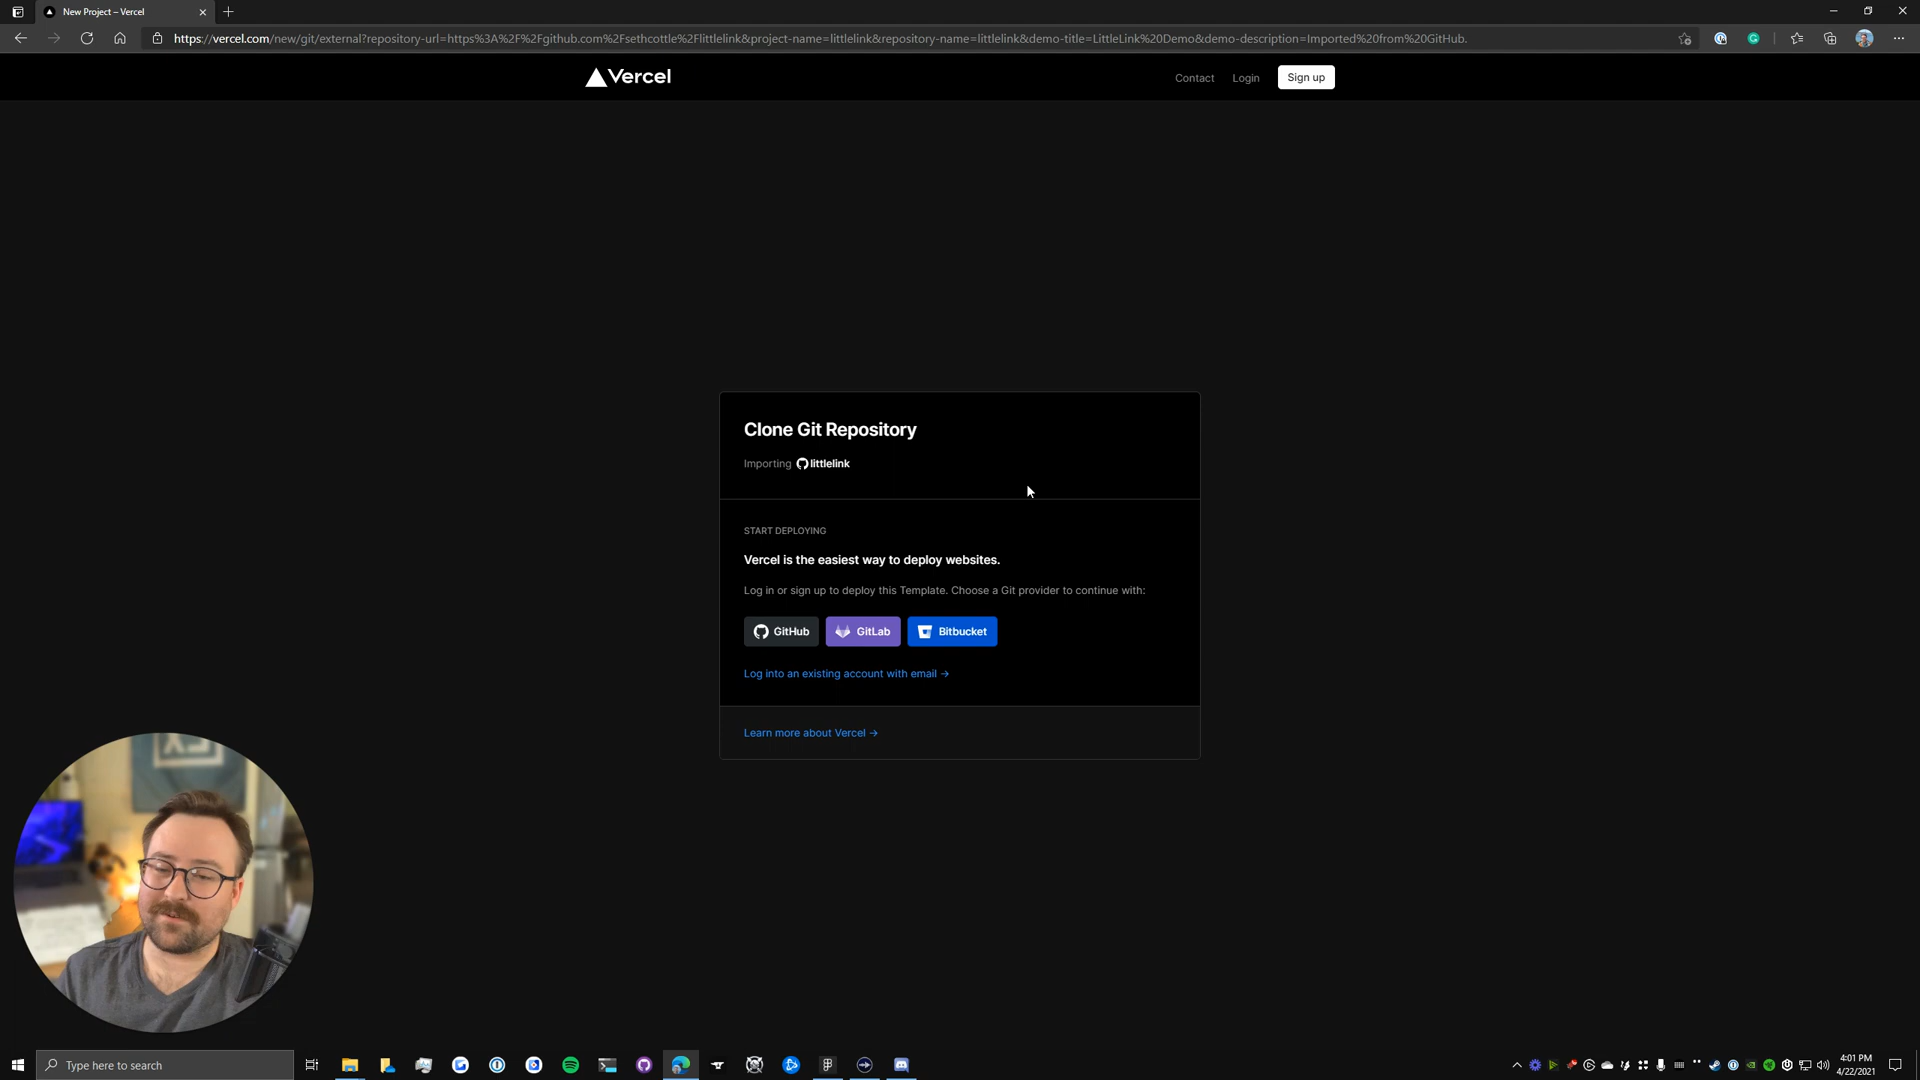 New Project – Vercel
https://vercel.com/new/git/external?repository-url=https%3A%2F%2Fgithub.com%2Fsethcottle%2Flittlelink&project-name=littlelink&repository-name=littlelink&demo-title=LittleLink%20Demo&demo-description=Imported%20from%20GitHub.
Vercel
Contact
Login
Sign up
Clone Git Repository
Importing littlelink
START DEPLOYING
Vercel is the easiest way to deploy websites.
Log in or sign up to deploy this Template. Choose a Git provider to continue with:
GitHub
GitLab
Bitbucket
Log into an existing account with email →
Learn more about Vercel →
Type here to search
4:01 PM
4/22/2021